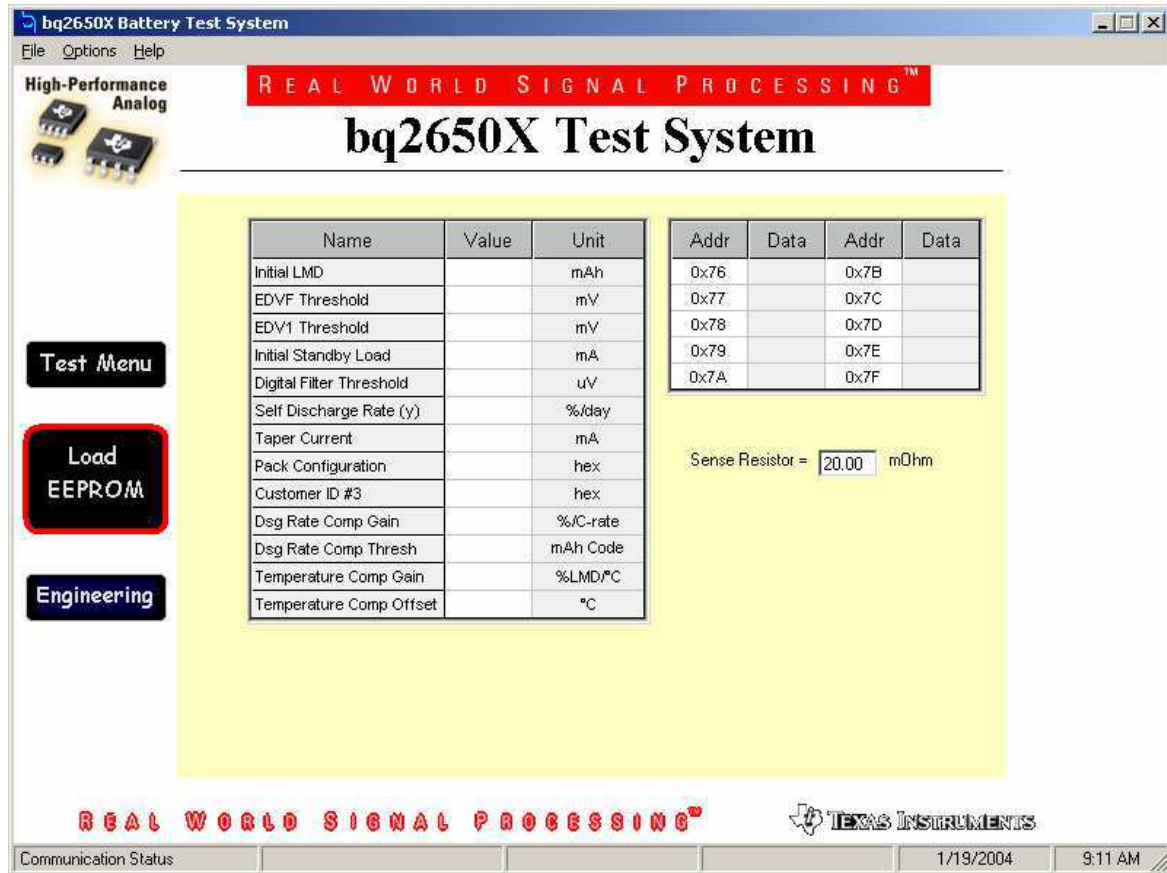 bq2650X Battery Test System
File Options Help
High-Performance
Analog
REAL WORLD SIGNAL PROCESSING™
bq2650X Test System
Name Value Unit
Initial LMD mAh
EDVF Threshold mV
EDV1 Threshold mV
Initial Standby Load mA
Digital Filter Threshold uV
Self Discharge Rate (y) %/day
Taper Current mA
Pack Configuration hex
Customer ID #3 hex
Dsg Rate Comp Gain %/C-rate
Dsg Rate Comp Thresh mAh Code
Temperature Comp Gain %LMD/°C
Temperature Comp Offset °C
Addr Data Addr Data
0x76 0x7B
0x77 0x7C
0x78 0x7D
0x79 0x7E
0x7A 0x7F
Sense Resistor = 20.00 mOhm
Test Menu
Load
EEPROM
Engineering
REAL WORLD SIGNAL PROCESSING™
TEXAS INSTRUMENTS
Communication Status 1/19/2004 9:11 AM